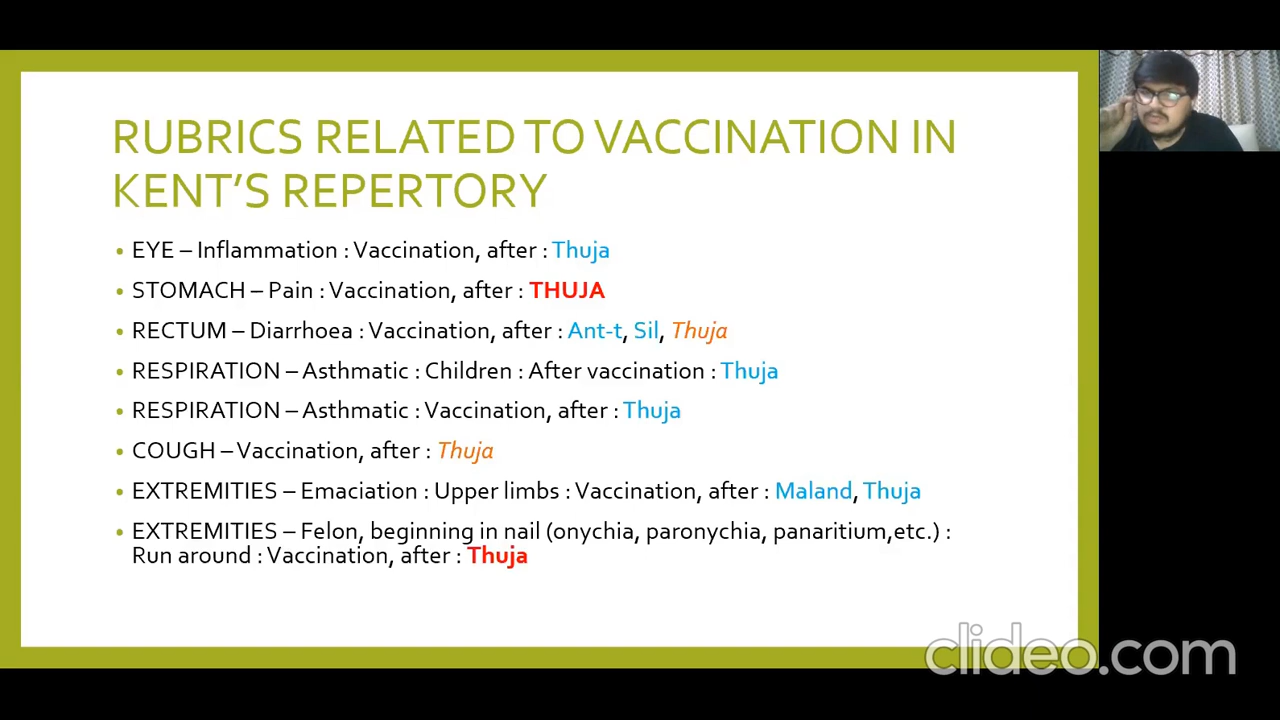 RUBRICS RELATED TO VACCINATION IN
KENT'S REPERTORY
• EYE – Inflammation : Vaccination, after : Thuja
• STOMACH – Pain : Vaccination, after : THUJA
• RECTUM – Diarrhoea : Vaccination, after : Ant-t, Sil, Thuja
• RESPIRATION – Asthmatic : Children : After vaccination : Thuja
• RESPIRATION – Asthmatic : Vaccination, after : Thuja
• COUGH – Vaccination, after : Thuja
• EXTREMITIES – Emaciation : Upper limbs : Vaccination, after : Maland, Thuja
• EXTREMITIES – Felon, beginning in nail (onychia, paronychia, panaritium,etc.) :
Run around : Vaccination, after : Thuja
clideo.com